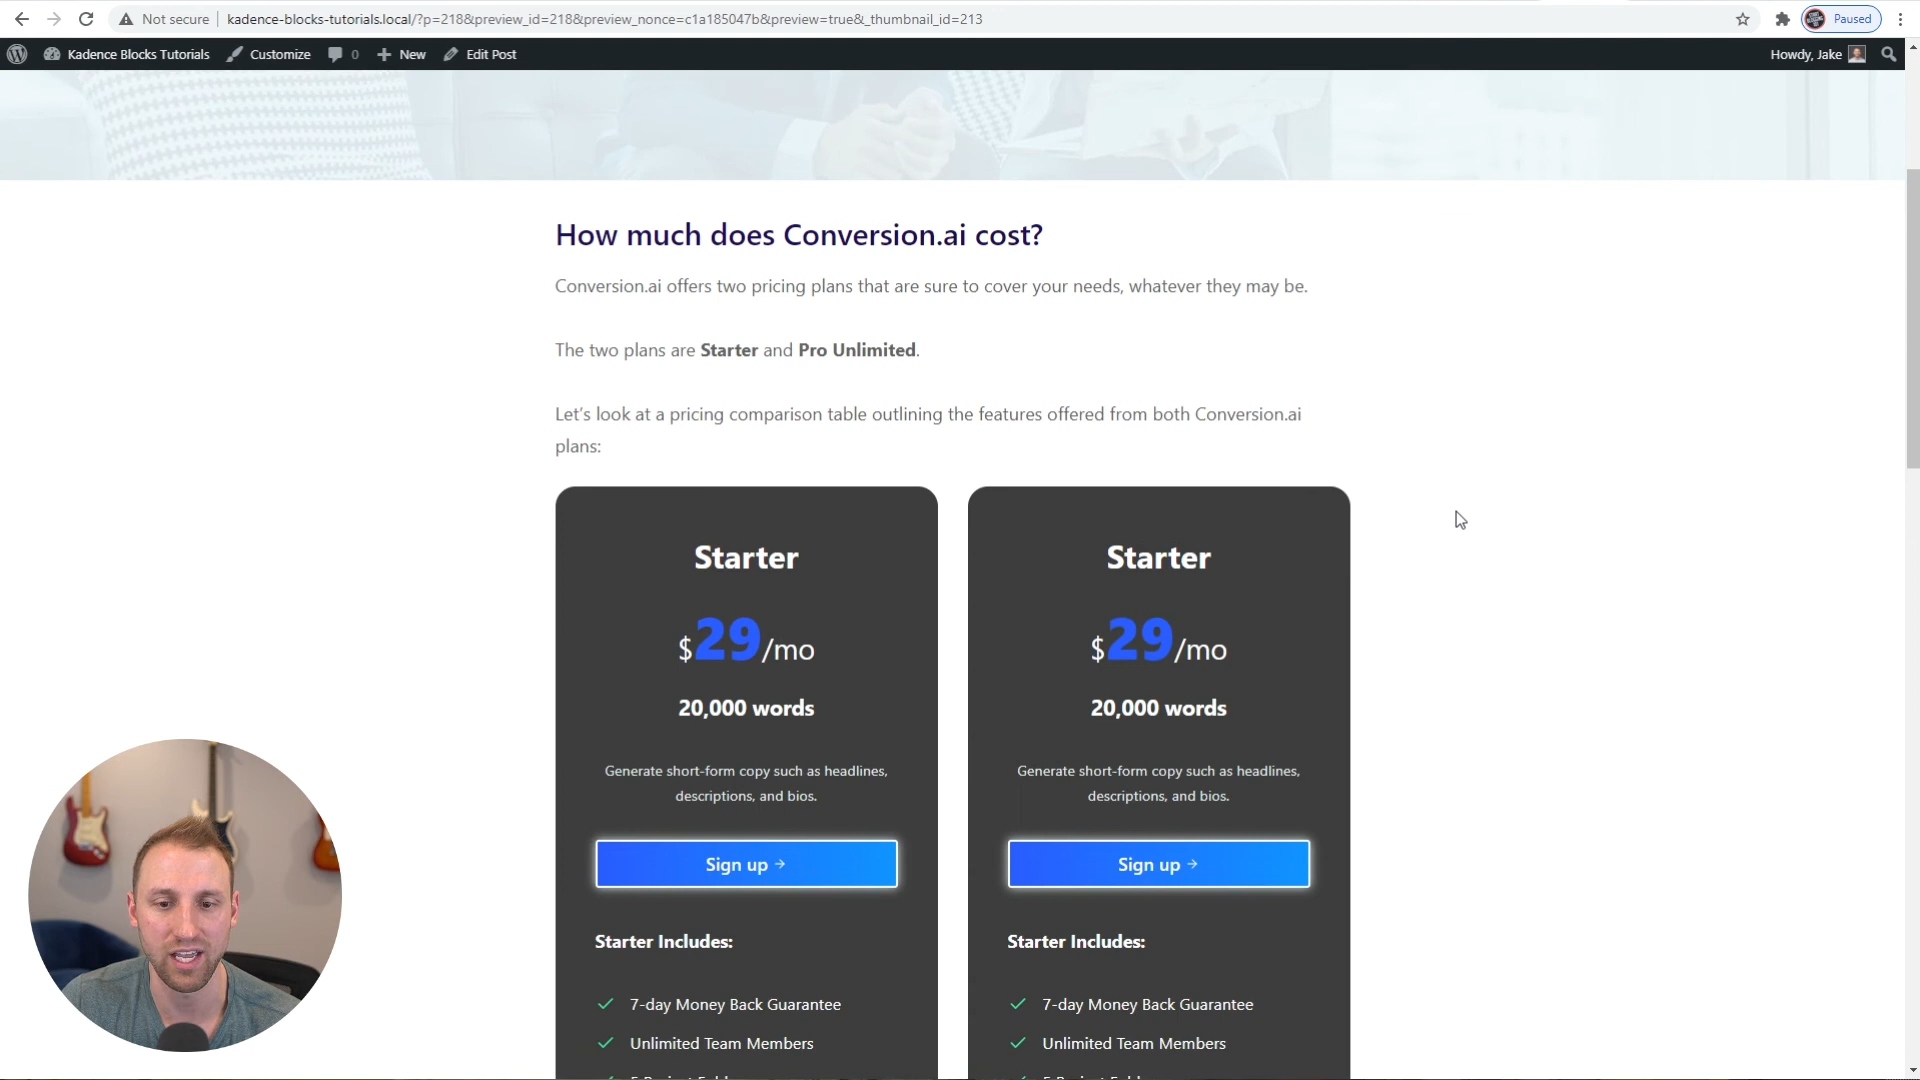 Not secure
kadence-blocks-tutorials.local/?p=218&preview_id=218&preview_nonce=c1a185047b&preview=true&_thumbnail_id=213
Paused
Kadence Blocks Tutorials
Customize
0
New
Edit Post
Howdy, Jake
How much does Conversion.ai cost?
Conversion.ai offers two pricing plans that are sure to cover your needs, whatever they may be.
The two plans are Starter and Pro Unlimited.
Let's look at a pricing comparison table outlining the features offered from both Conversion.ai
plans:
Starter
$29/mo
20,000 words
Generate short-form copy such as headlines,
descriptions, and bios.
Sign up →
Starter Includes:
7-day Money Back Guarantee
Unlimited Team Members
Starter
$29/mo
20,000 words
Generate short-form copy such as headlines,
descriptions, and bios.
Sign up →
Starter Includes:
7-day Money Back Guarantee
Unlimited Team Members